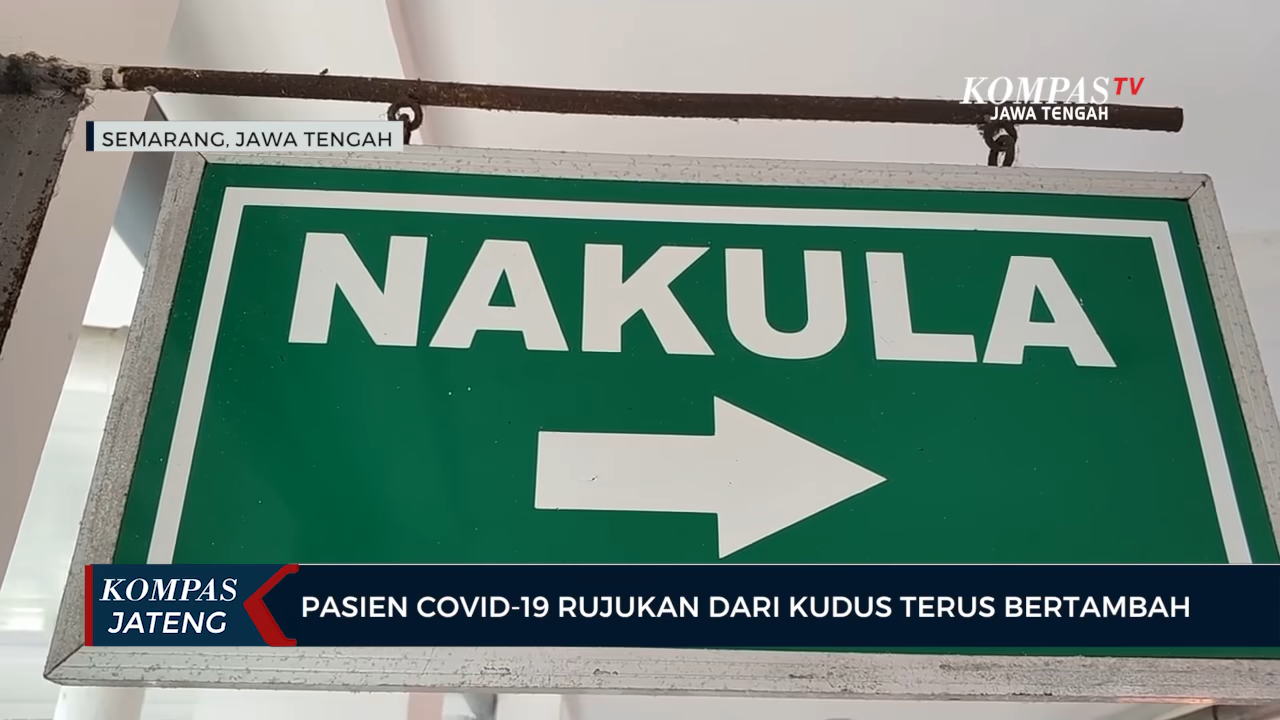 KOMPAS TV
JAWA TENGAH
SEMARANG, JAWA TENGAH
NAKULA
KOMPAS
JATENG
PASIEN COVID-19 RUJUKAN DARI KUDUS TERUS BERTAMBAH